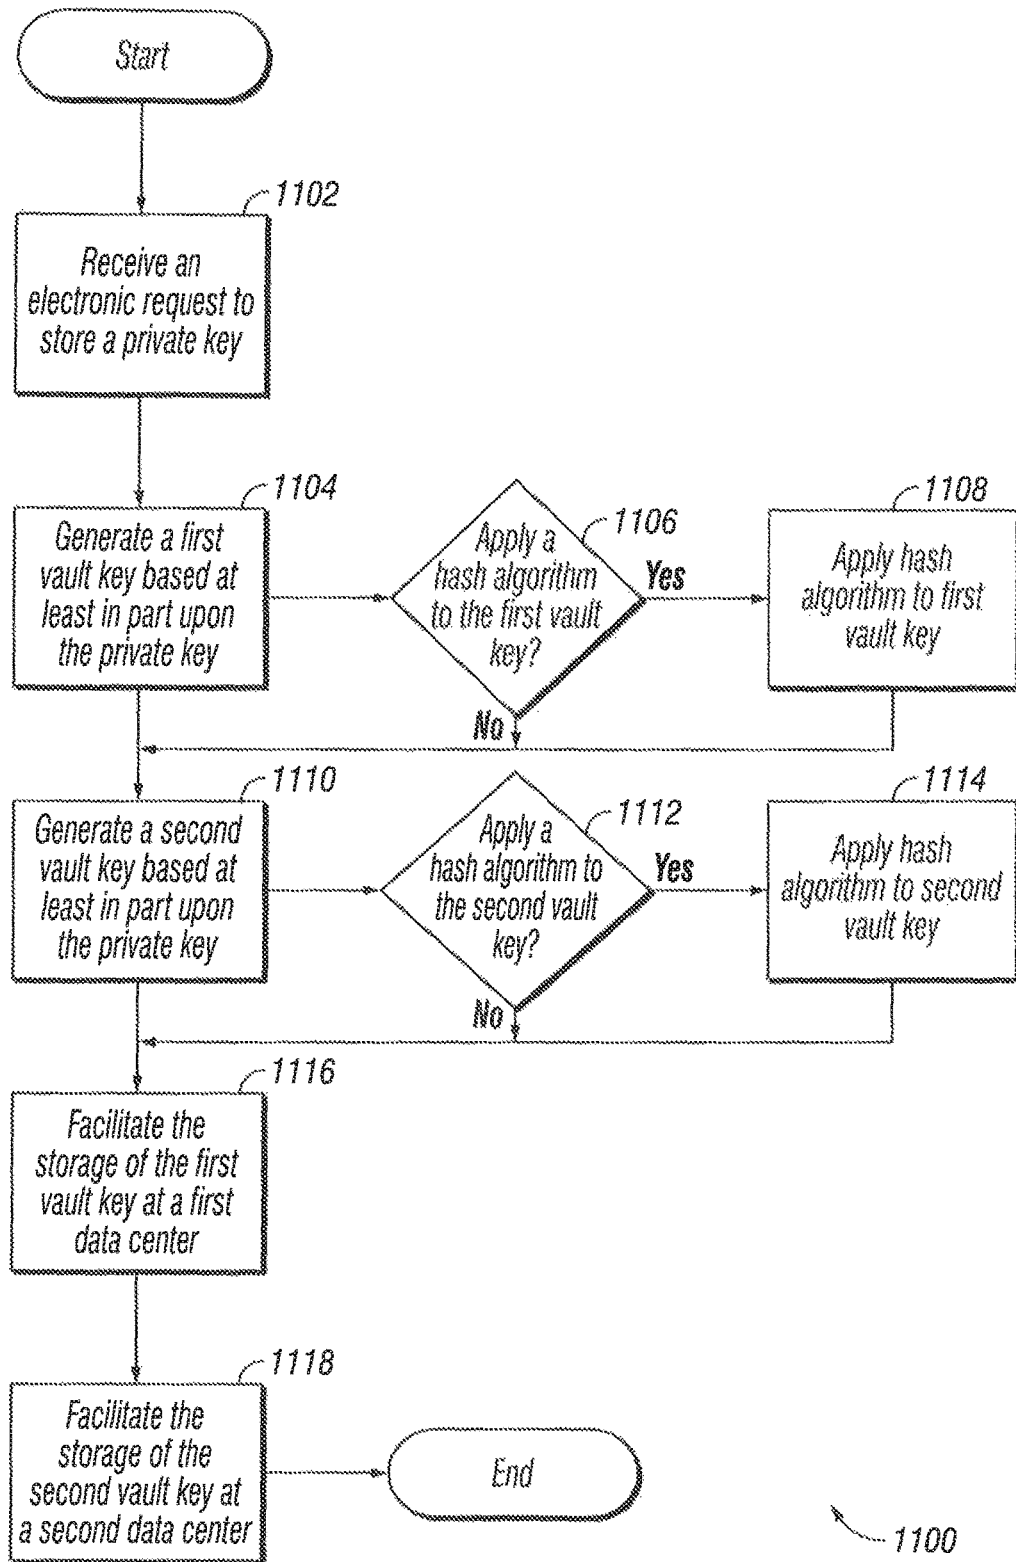 Start
1102
Receive an
electronic request to
store a private key
1104
Generate a first
vault key based at
least in part upon
the private key
1106
Apply a
hash algorithm
to the first vault
key?
Yes
No
1108
Apply hash
algorithm to first
vault key
1110
Generate a second
vault key based at
least in part upon
the private key
1112
Apply a
hash algorithm to
the second vault
key?
Yes
No
1114
Apply hash
algorithm to second
vault key
1116
Facilitate the
storage of the first
vault key at a first
data center
1118
Facilitate the
storage of the
second vault key at
a second data center
End
1100